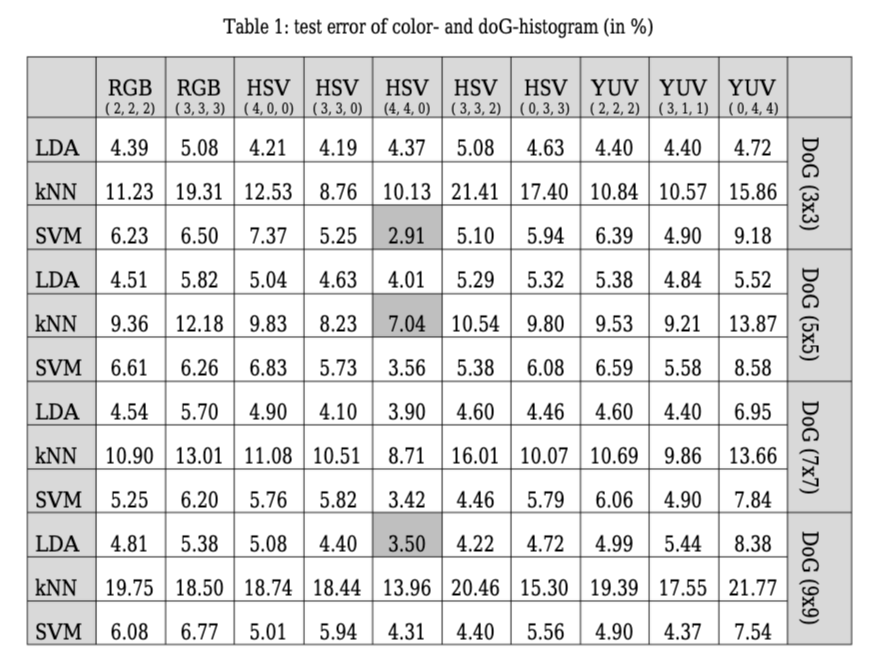 Table 1: test error of color- and doG-histogram (in %)
RGB RGB HSV HSV HSV HSV HSV YUV YUV YUV
( 2, 2, 2) ( 3, 3, 3) ( 4, 0, 0) ( 3, 3, 0) (4, 4, 0) ( 3, 3, 2) ( 0, 3, 3) ( 2, 2, 2) ( 3, 1, 1) ( 0, 4, 4)
LDA 4.39 5.08 4.21 4.19 4.37 5.08 4.63 4.40 4.40 4.72
kNN 11.23 19.31 12.53 8.76 10.13 21.41 17.40 10.84 10.57 15.86
SVM 6.23 6.50 7.37 5.25 2.91 5.10 5.94 6.39 4.90 9.18
DoG (3x3)
LDA 4.51 5.82 5.04 4.63 4.01 5.29 5.32 5.38 4.84 5.52
kNN 9.36 12.18 9.83 8.23 7.04 10.54 9.80 9.53 9.21 13.87
SVM 6.61 6.26 6.83 5.73 3.56 5.38 6.08 6.59 5.58 8.58
DoG (5x5)
LDA 4.54 5.70 4.90 4.10 3.90 4.60 4.46 4.60 4.40 6.95
kNN 10.90 13.01 11.08 10.51 8.71 16.01 10.07 10.69 9.86 13.66
SVM 5.25 6.20 5.76 5.82 3.42 4.46 5.79 6.06 4.90 7.84
DoG (7x7)
LDA 4.81 5.38 5.08 4.40 3.50 4.22 4.72 4.99 5.44 8.38
kNN 19.75 18.50 18.74 18.44 13.96 20.46 15.30 19.39 17.55 21.77
SVM 6.08 6.77 5.01 5.94 4.31 4.40 5.56 4.90 4.37 7.54
DoG (9x9)